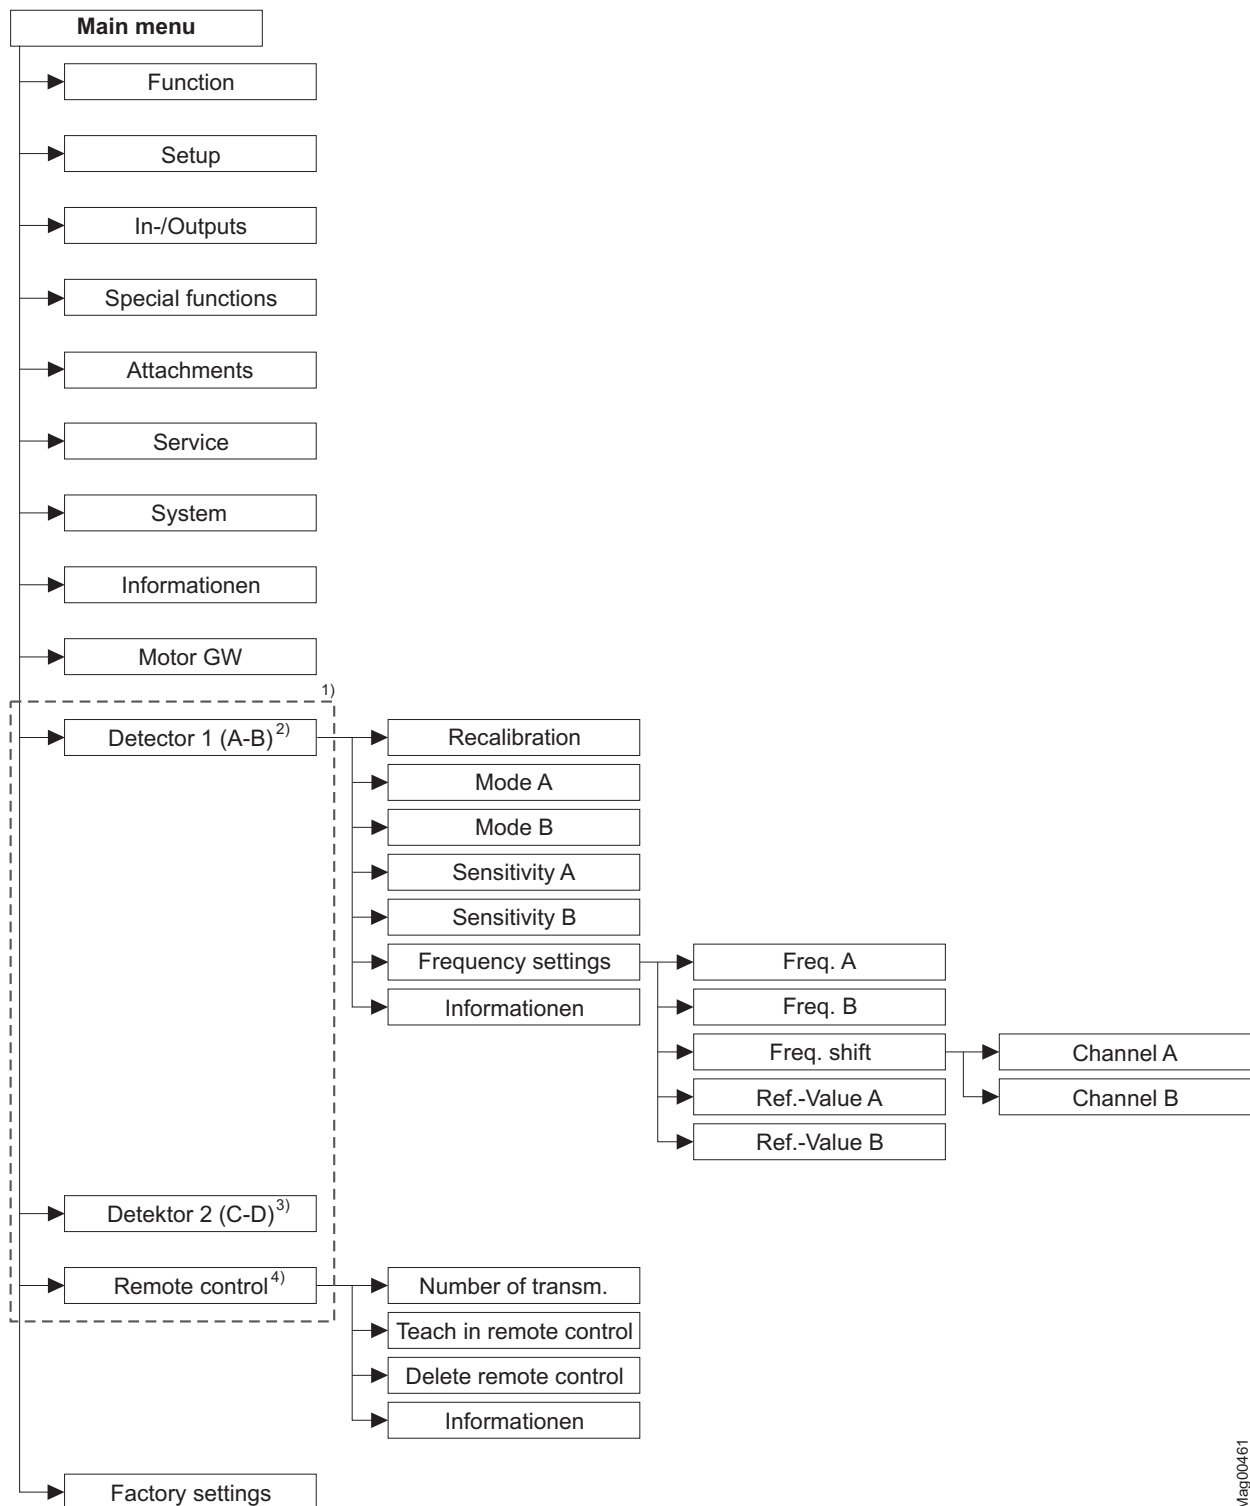 Main menu
Function
Setup
In-/Outputs
Special functions
Attachments
Service
System
Informationen
Motor GW
1)
Detector 1 (A-B) 2)
Recalibration
Mode A
Mode B
Sensitivity A
Sensitivity B
Frequency settings
Freq. A
Informationen
Freq. B
Freq. shift
Channel A
Ref.-Value A
Channel B
Ref.-Value B
Detektor 2 (C-D) 3)
Remote control 4)
Number of transm.
Teach in remote control
Delete remote control
Informationen
Factory settings
Mag00461